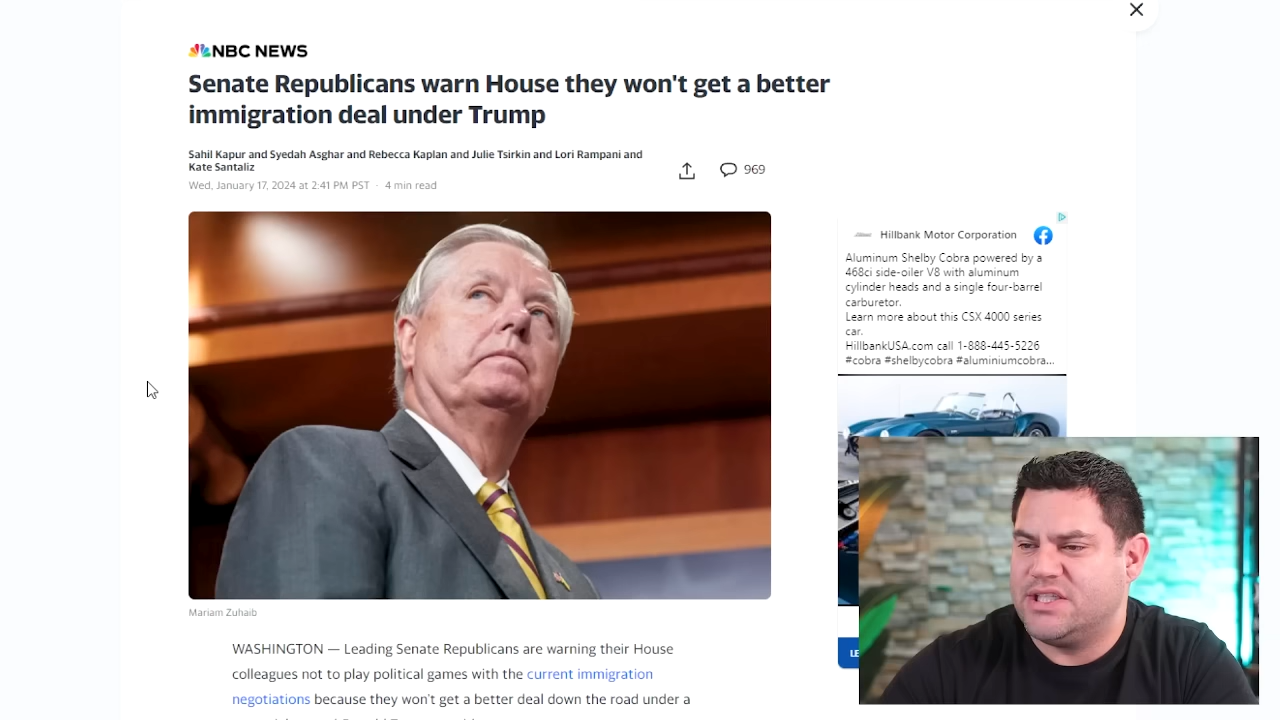 NBC NEWS
Senate Republicans warn House they won't get a better
immigration deal under Trump
Sahil Kapur and Syedah Asghar and Rebecca Kaplan and Julie Tsirkin and Lori Rampani and
Kate Santaliz
Wed, January 17, 2024 at 2:41 PM PST · 4 min read
969
Mariam Zuhaib
WASHINGTON — Leading Senate Republicans are warning their House
colleagues not to play political games with the current immigration
negotiations because they won't get a better deal down the road under a
Hillbank Motor Corporation
Aluminum Shelby Cobra powered by a
468ci side-oiler V8 with aluminum
cylinder heads and a single four-barrel
carburetor.
Learn more about this CSX 4000 series
car.
HillbankUSA.com call 1-888-445-5226
#cobra #shelbycobra #aluminiumcobra...
LE